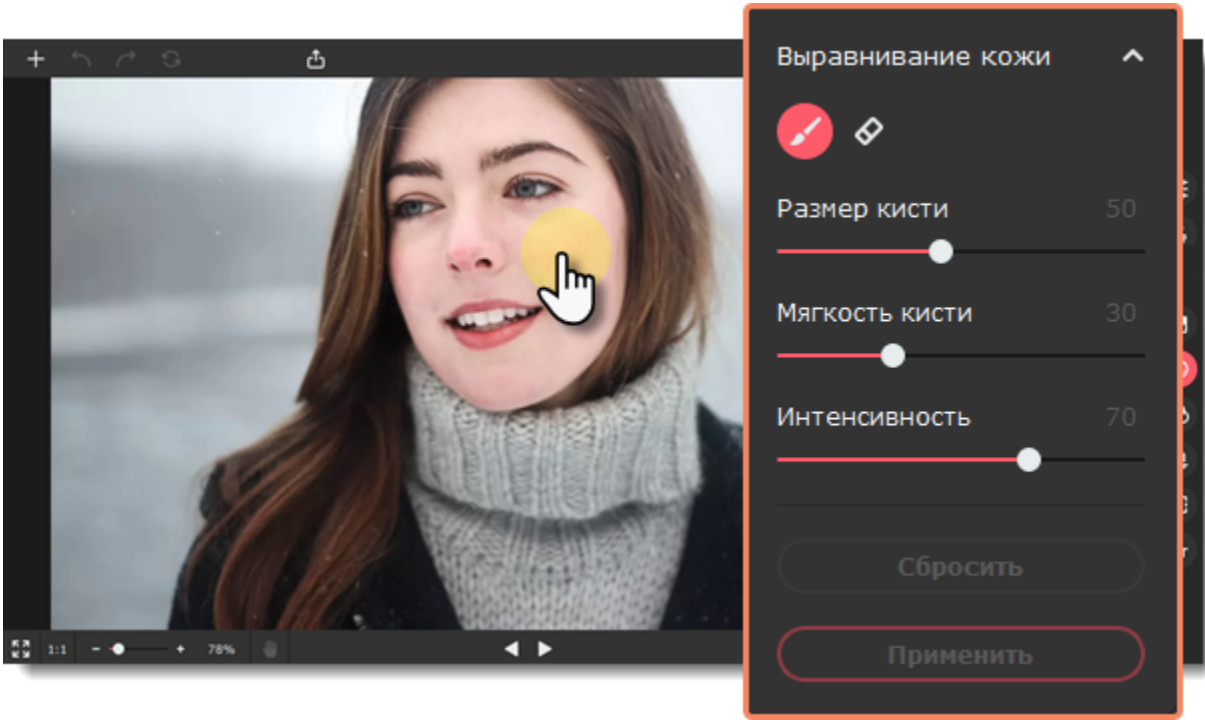 Выравнивание кожи
Размер кисти 50
Мягкость кисти 30
Интенсивность 70
Сбросить
Применить
1:1 78%